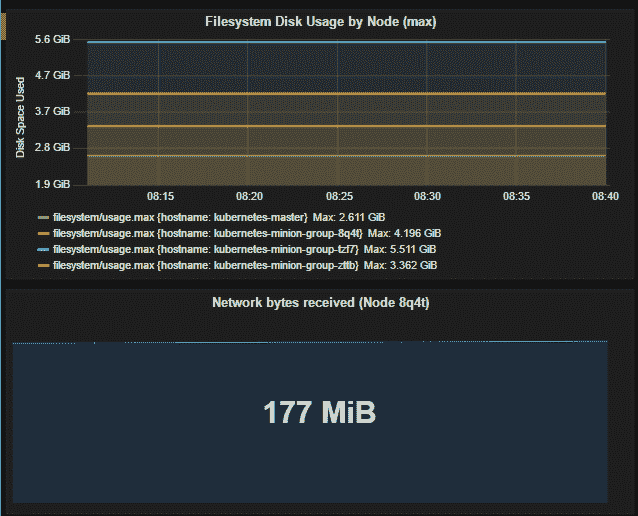 Filesystem Disk Usage by Node (max)
5.6 GiB
4.7 GiB
3.7 GiB
2.8 GiB
1.9 GiB
Disk Space Used
08:15 08:20 08:25 08:30 08:35 08:40
filesystem/usage.max {hostname: kubernetes-master} Max: 2.611 GiB
filesystem/usage.max {hostname: kubernetes-minion-group-8q4t} Max: 4.196 GiB
filesystem/usage.max {hostname: kubernetes-minion-group-tzl7} Max: 5.511 GiB
filesystem/usage.max {hostname: kubernetes-minion-group-zttb} Max: 3.362 GiB
Network bytes received (Node 8q4t)
177 MiB